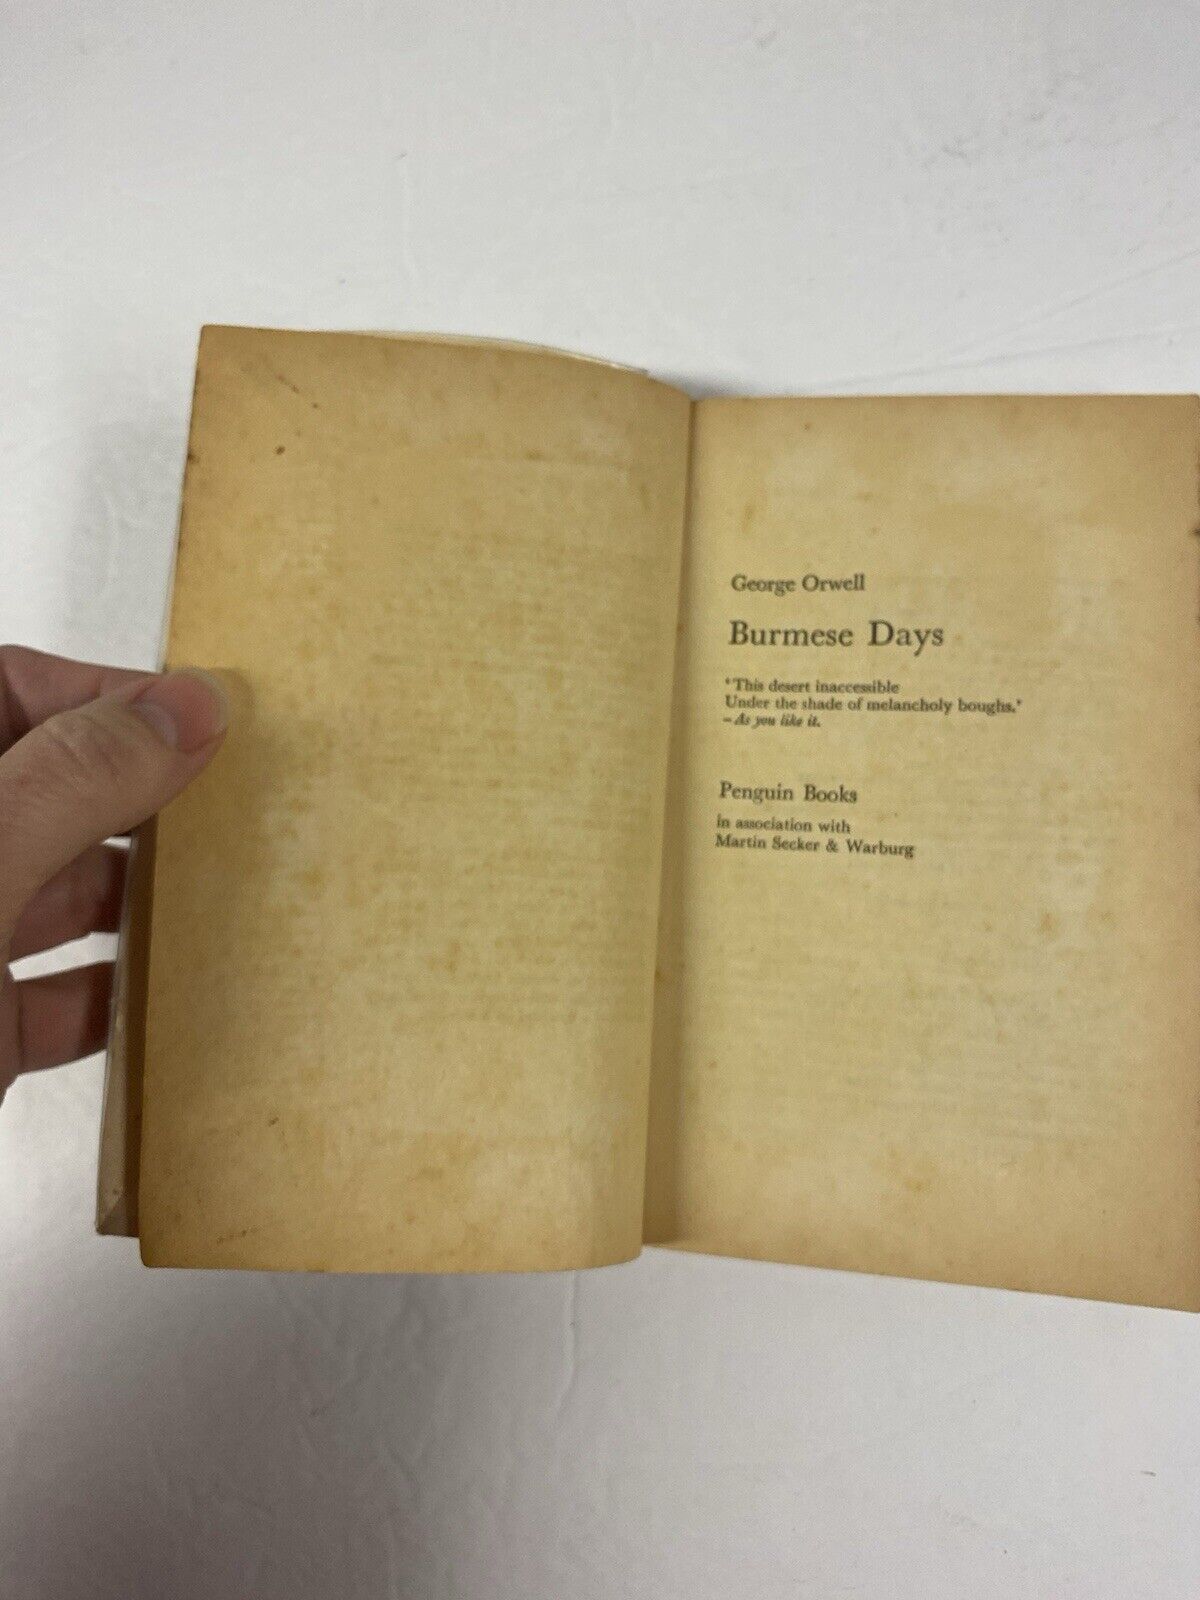 George Orwell
Burmese Days
‘This desert inaccessible
Under the shade of melancholy boughs.’
– As you like it.
Penguin Books
in association with
Martin Secker & Warburg